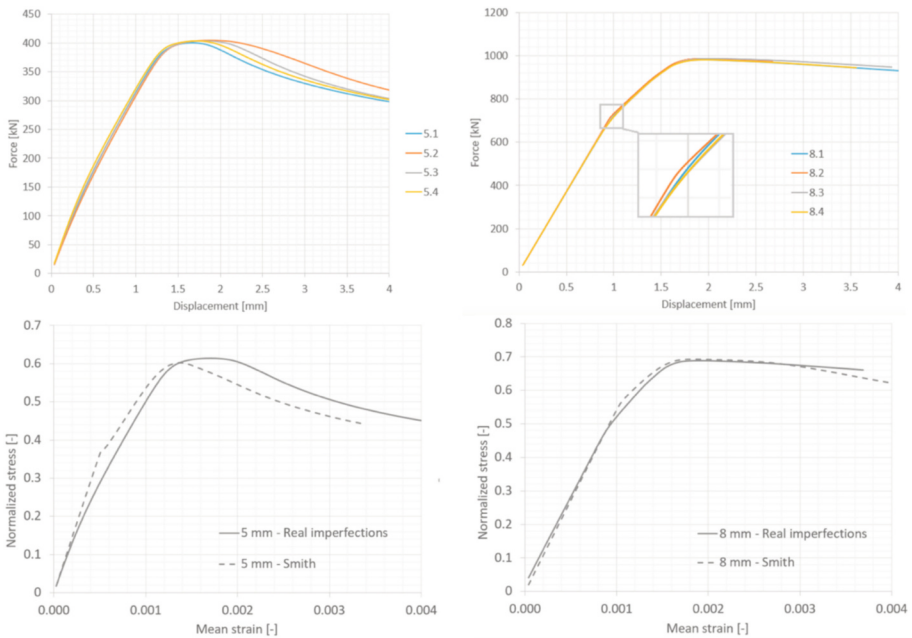 450
400
350
300
250
200
150
100
50
0
Force [kN]
0 0.5 1 1.5 2 2.5 3 3.5 4
Displacement [mm]
5.1
5.2
5.3
5.4
1200
1000
800
600
400
200
0
Force [kN]
0 0.5 1 1.5 2 2.5 3 3.5 4
Displacement [mm]
8.1
8.2
8.3
8.4
0.7
0.6
0.5
0.4
0.3
0.2
0.1
0
Normalized stress [-]
0.000 0.001 0.002 0.003 0.004
Mean strain [-]
5 mm - Real imperfections
5 mm - Smith
0.8
0.7
0.6
0.5
0.4
0.3
0.2
0.1
0
Normalized stress [-]
0.000 0.001 0.002 0.003 0.004
Mean strain [-]
8 mm - Real imperfections
8 mm - Smith